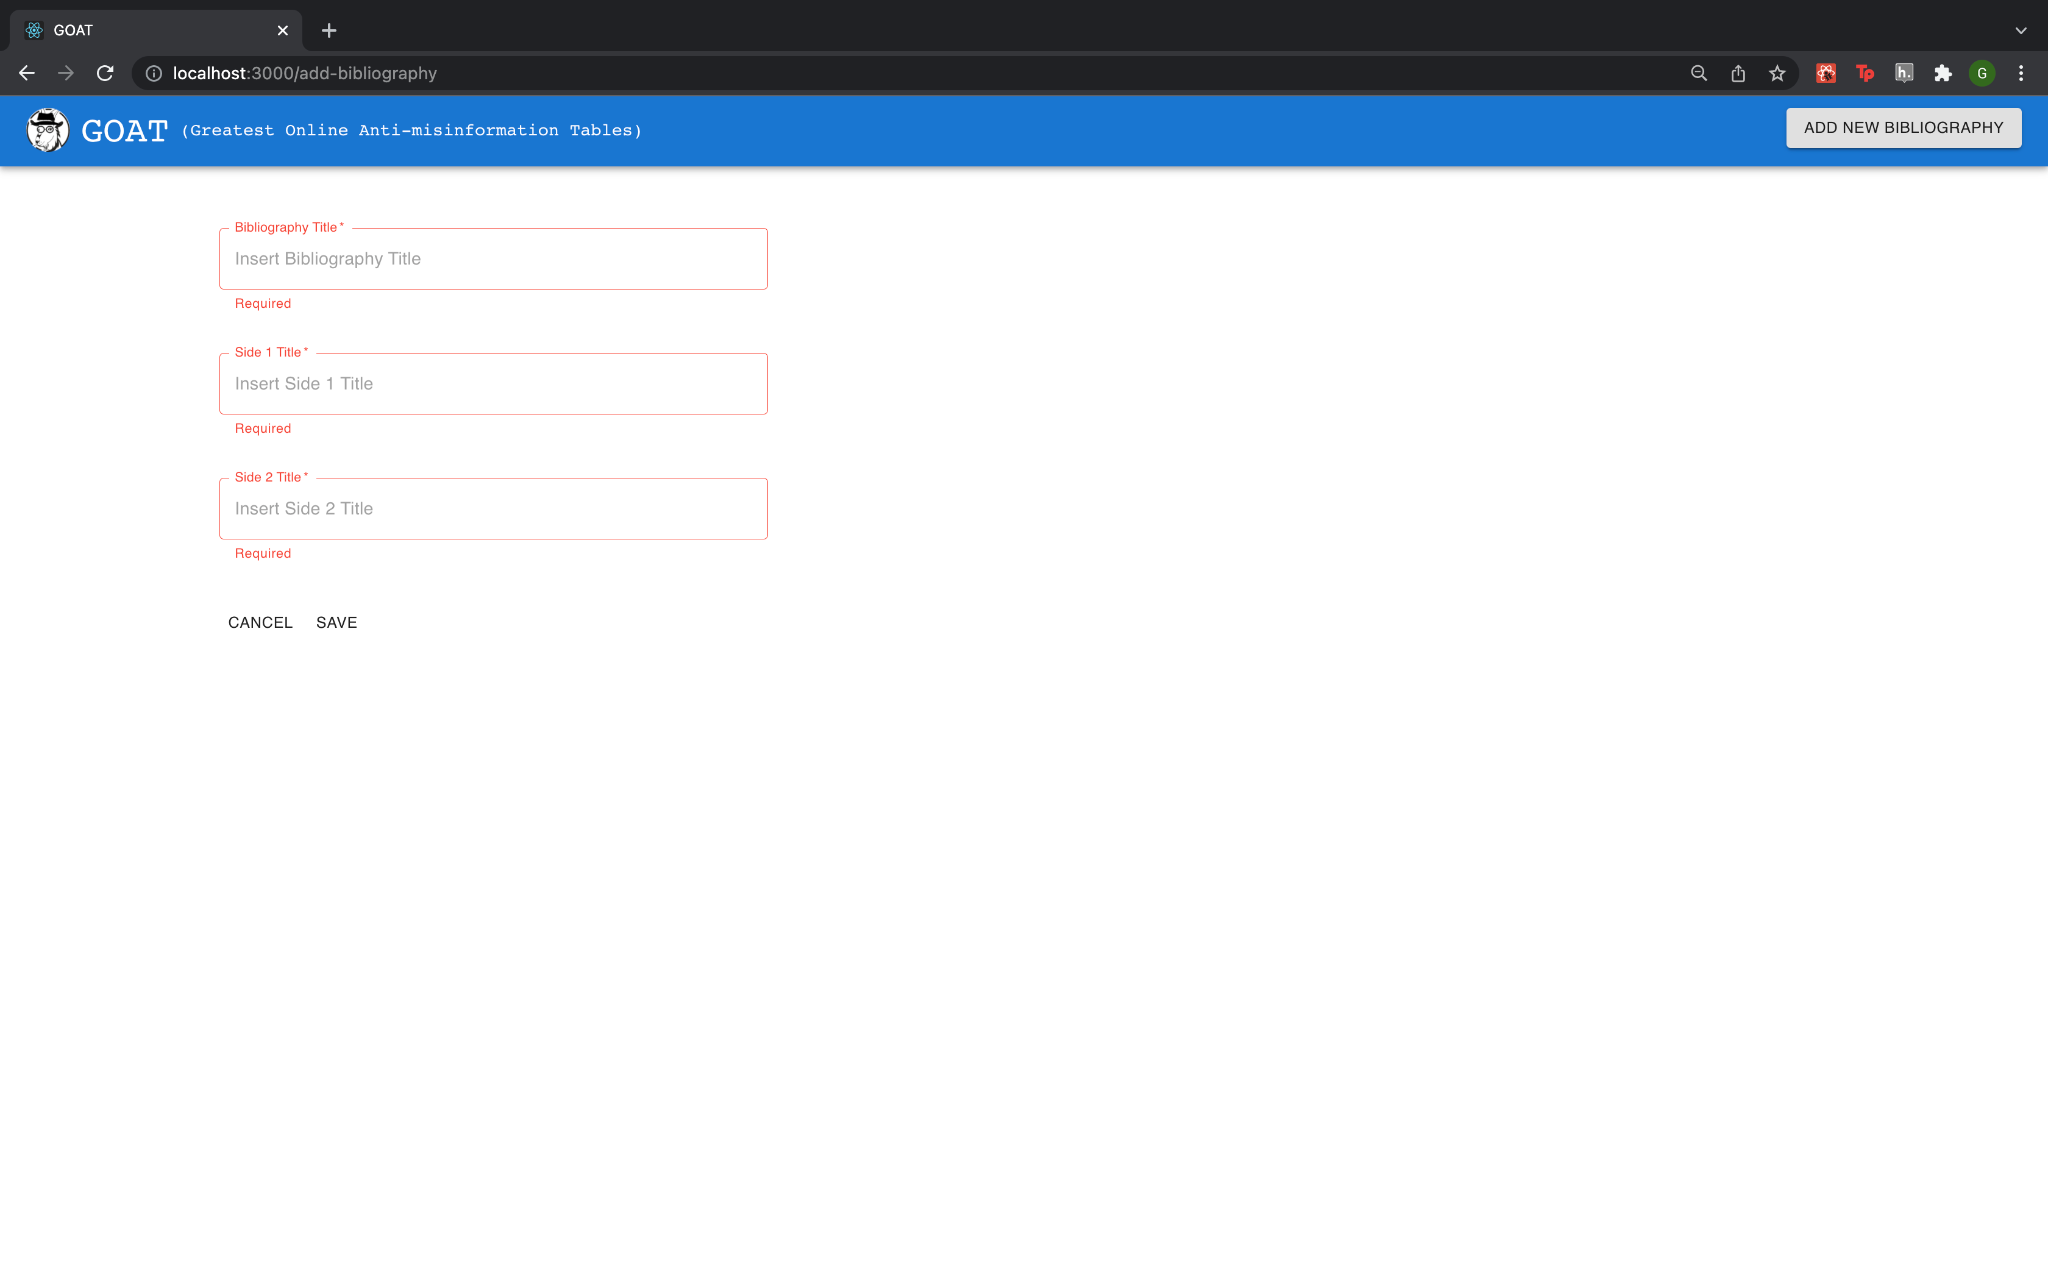 GOAT
localhost:3000/add-bibliography
Tp
h.
G
GOAT (Greatest Online Anti-misinformation Tables)
ADD NEW BIBLIOGRAPHY
Bibliography Title *
Insert Bibliography Title
Required
Side 1 Title *
Insert Side 1 Title
Required
Side 2 Title *
Insert Side 2 Title
Required
CANCEL SAVE